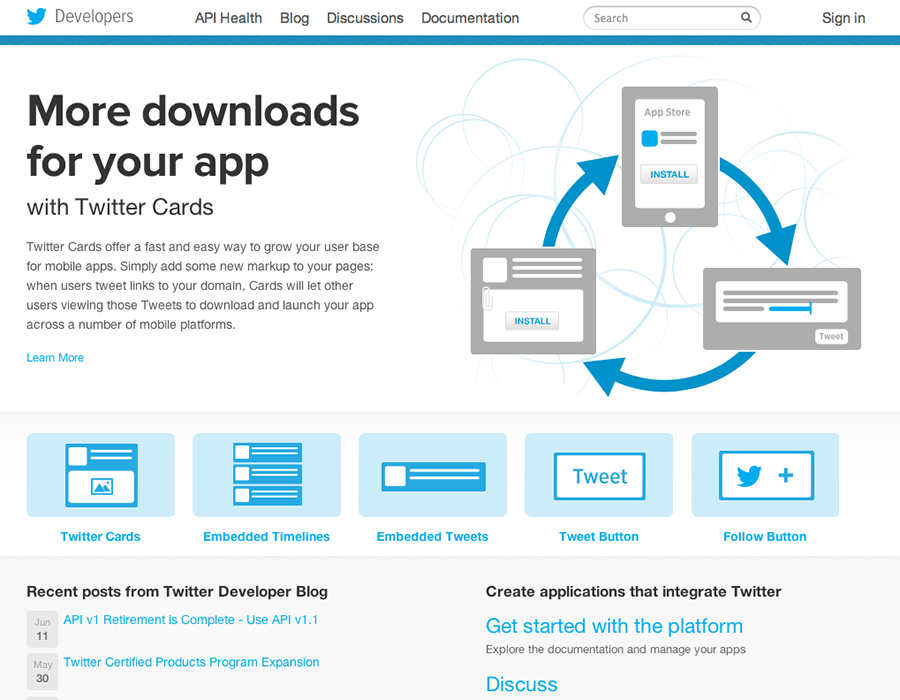 Developers
API Health
Blog
Discussions
Documentation
Search
Sign in
More downloads
for your app
with Twitter Cards
Twitter Cards offer a fast and easy way to grow your user base
for mobile apps. Simply add some new markup to your pages:
when users tweet links to your domain, Cards will let other
users viewing those Tweets to download and launch your app
across a number of mobile platforms.
Learn More
App Store
INSTALL
INSTALL
Tweet
Tweet
Twitter Cards
Embedded Timelines
Embedded Tweets
Tweet Button
Follow Button
Recent posts from Twitter Developer Blog
Jun
11
API v1 Retirement is Complete - Use API v1.1
May
30
Twitter Certified Products Program Expansion
Create applications that integrate Twitter
Get started with the platform
Explore the documentation and manage your apps
Discuss